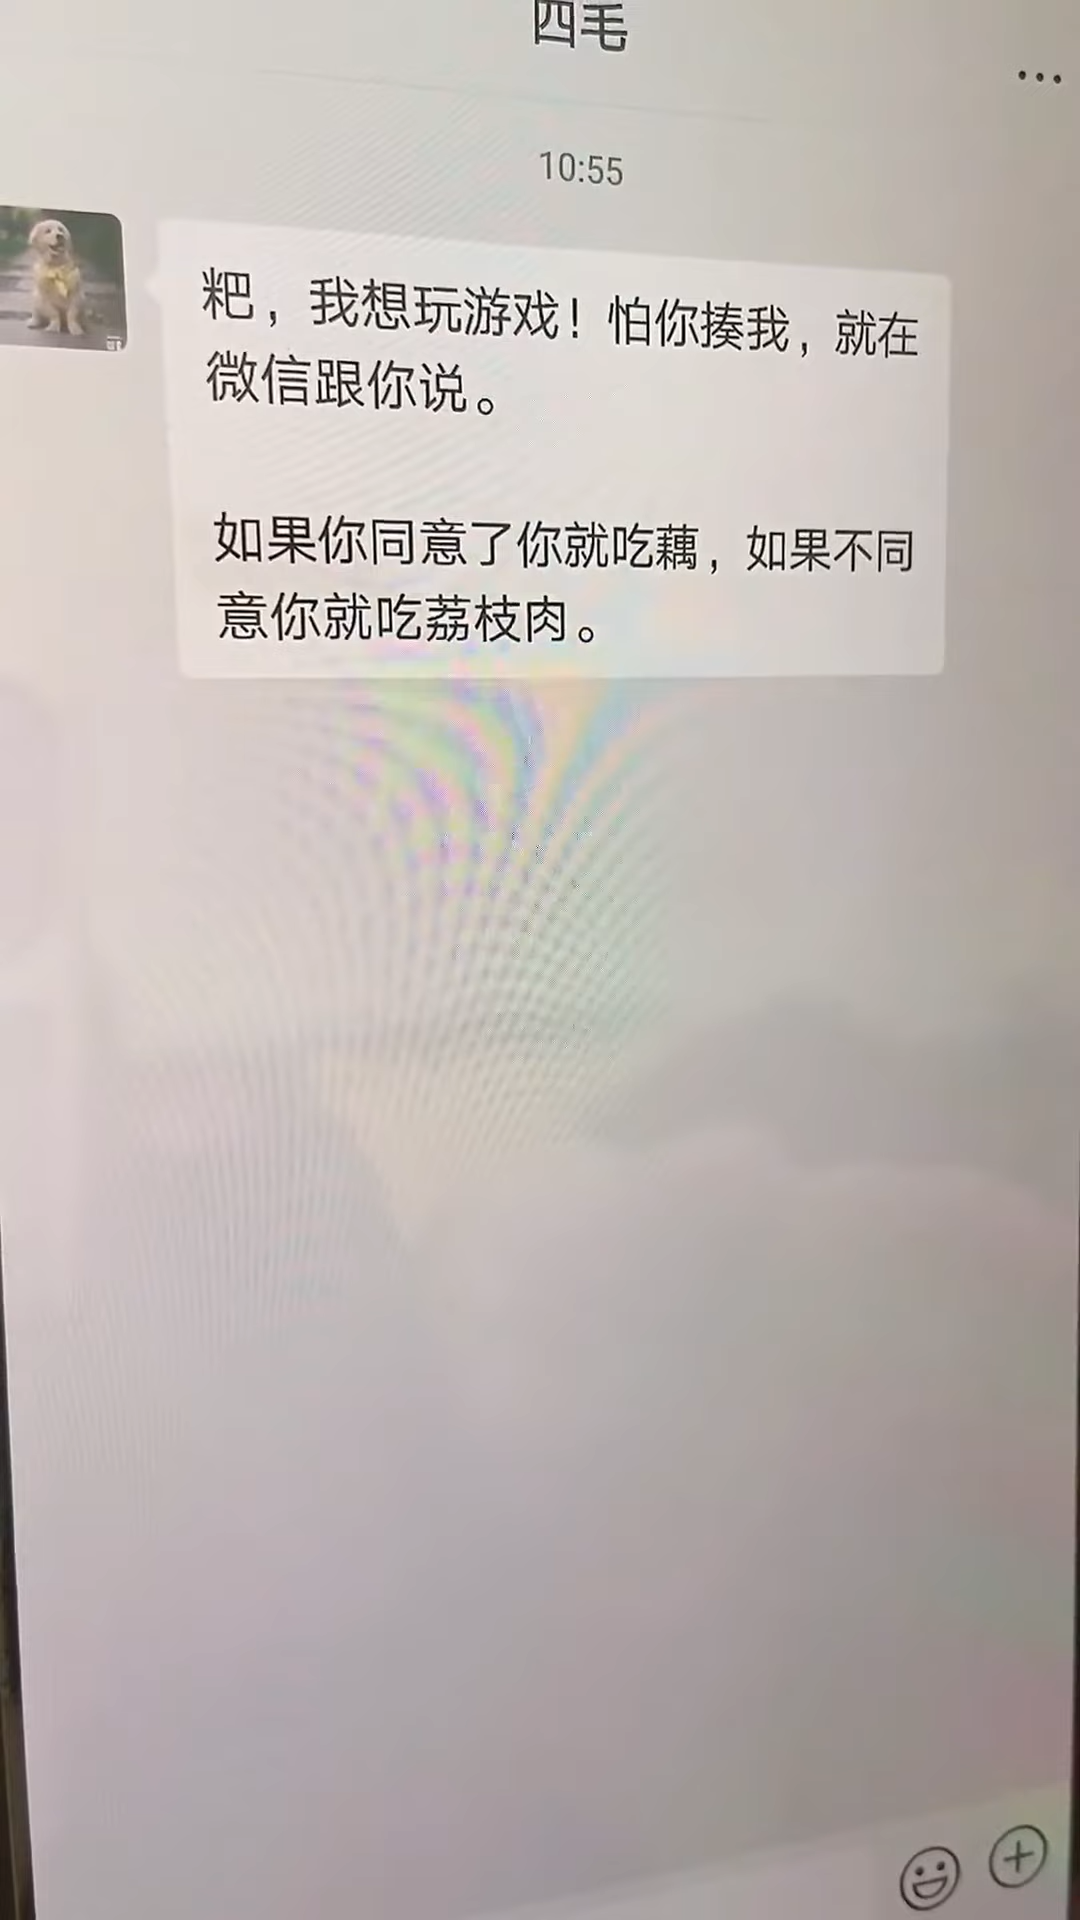 四毛
10:55
粑，我想玩游戏！怕你揍我，就在
微信跟你说。
如果你同意了你就吃藕，如果不同
意你就吃荔枝肉。